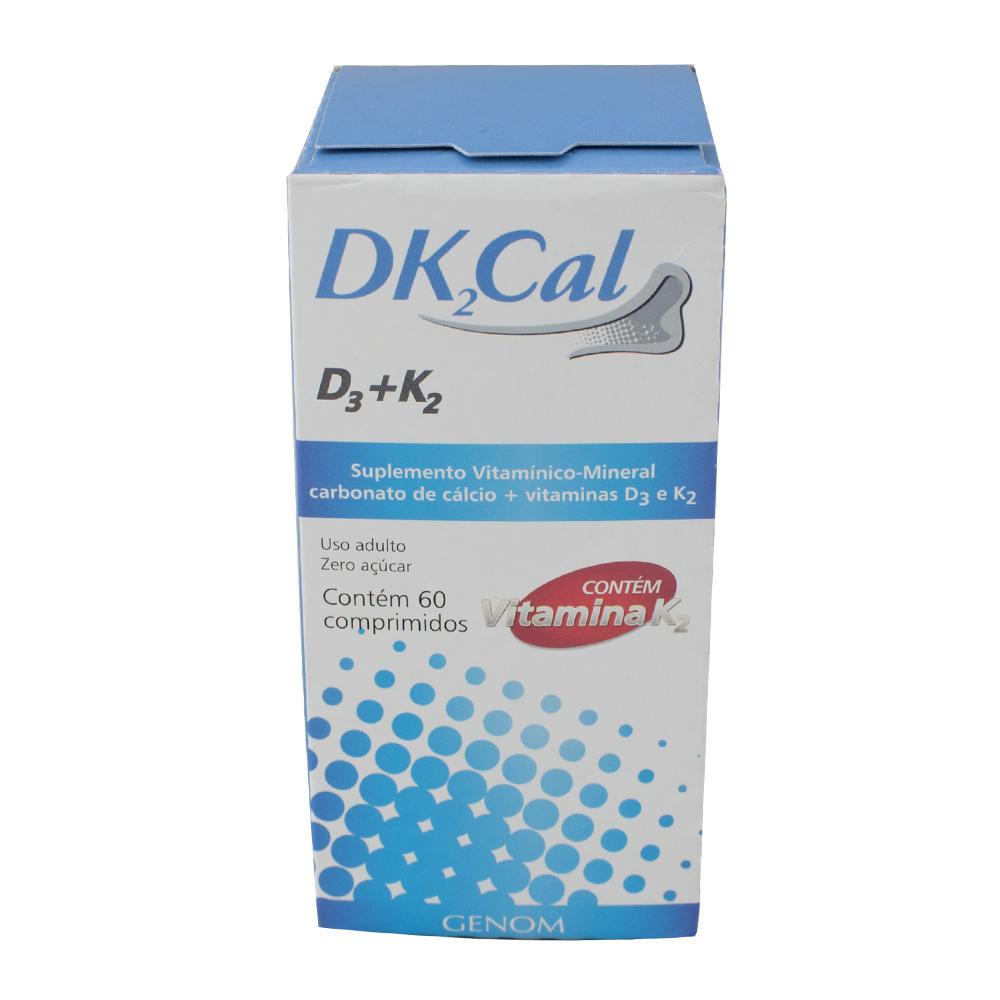 DK₂Cal
D₃+K₂
Suplemento Vitamínico-Mineral
carbonato de cálcio + vitaminas D₃ e K₂
Uso adulto
Zero açúcar
Contém 60
comprimidos
CONTÉM
Vitamina K₂
GENOM